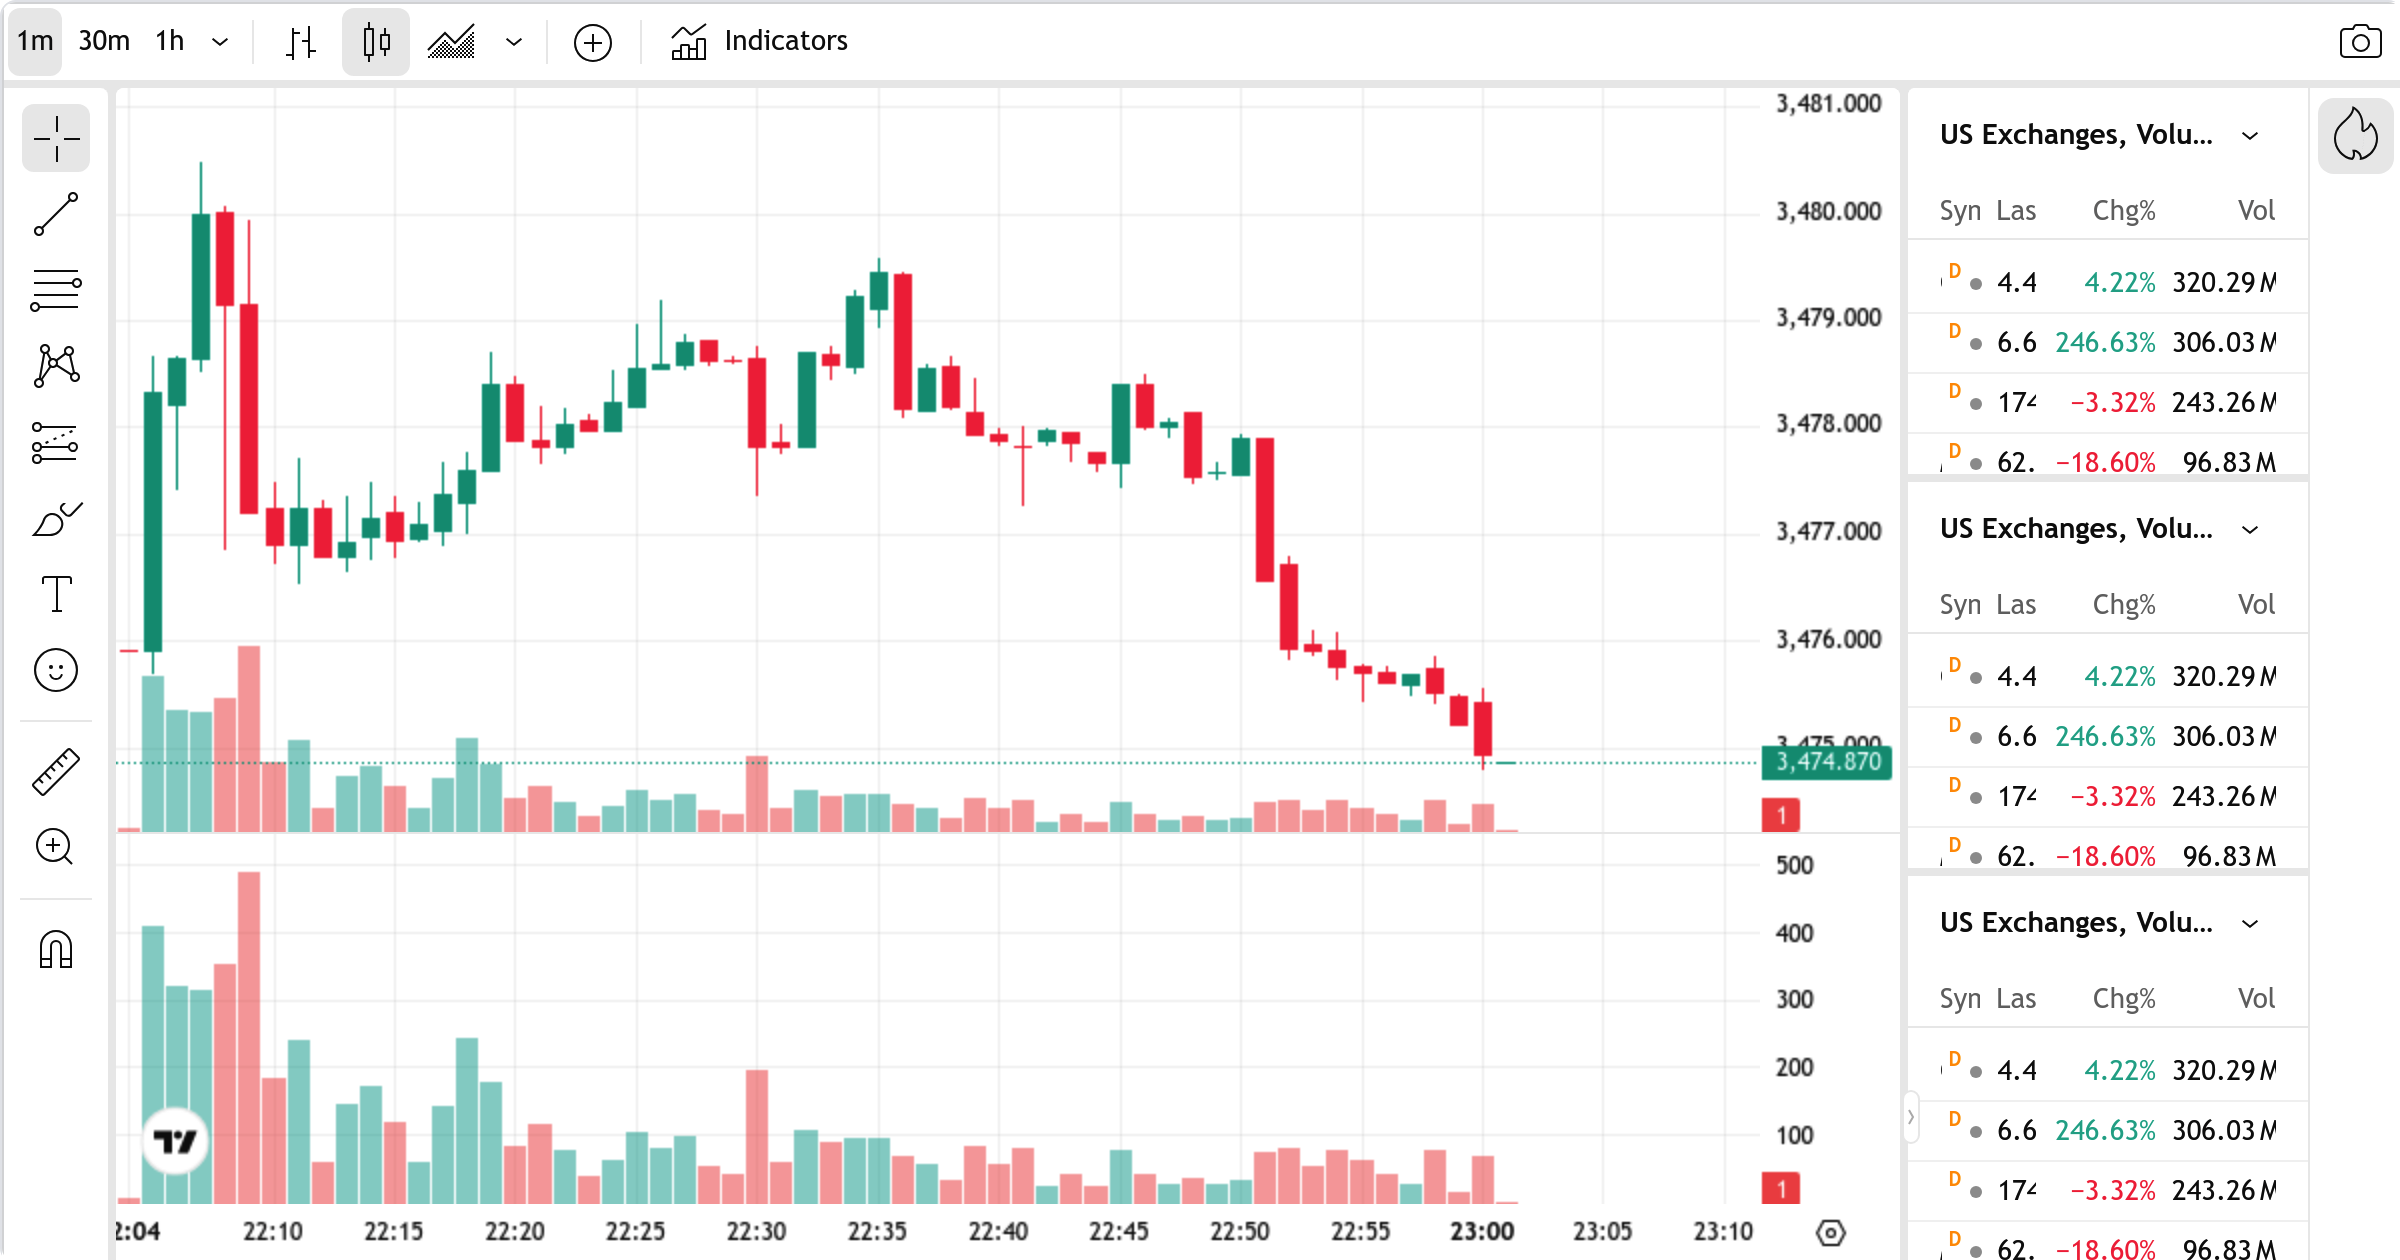 1m 30m 1h Indicators
3,481.000
3,480.000
3,479.000
3,478.000
3,477.000
3,476.000
3,475.000
3,474.870
1
500
400
300
200
100
1
2:04 22:10 22:15 22:20 22:25 22:30 22:35 22:40 22:45 22:50 22:55 23:00 23:05 23:10
US Exchanges, Volu...
Syn Las Chg% Vol
D 4.4 4.22% 320.29 M
D 6.6 246.63% 306.03 M
D 174 −3.32% 243.26 M
D 62. −18.60% 96.83 M
US Exchanges, Volu...
Syn Las Chg% Vol
D 4.4 4.22% 320.29 M
D 6.6 246.63% 306.03 M
D 174 −3.32% 243.26 M
D 62. −18.60% 96.83 M
US Exchanges, Volu...
Syn Las Chg% Vol
D 4.4 4.22% 320.29 M
D 6.6 246.63% 306.03 M
D 174 −3.32% 243.26 M
D 62. −18.60% 96.83 M